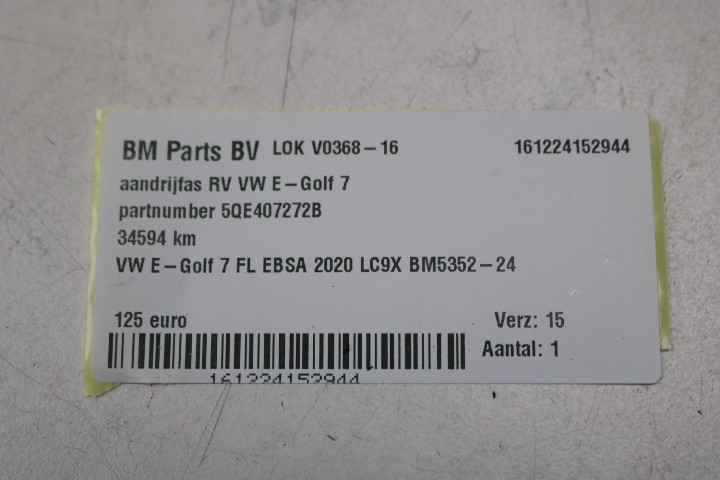 BM Parts BV LOK V0368-16 161224152944
aandrijfas RV VW E-Golf 7
partnumber 5QE407272B
34594 km
VW E-Golf 7 FL EBSA 2020 LC9X BM5352-24
125 euro Verz: 15
Aantal: 1
161224152944